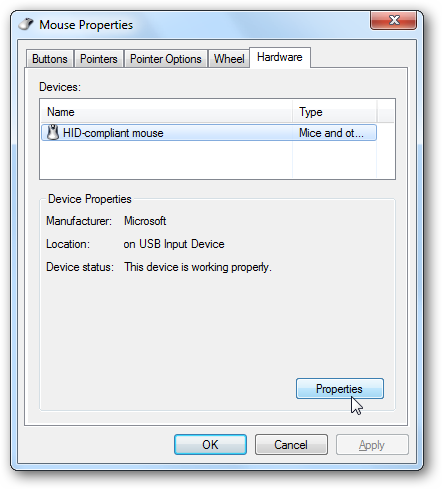 Mouse Properties
Buttons Pointers Pointer Options Wheel Hardware
Devices:
Name Type
HID-compliant mouse Mice and ot...
Device Properties
Manufacturer: Microsoft
Location: on USB Input Device
Device status: This device is working properly.
Properties
OK Cancel Apply